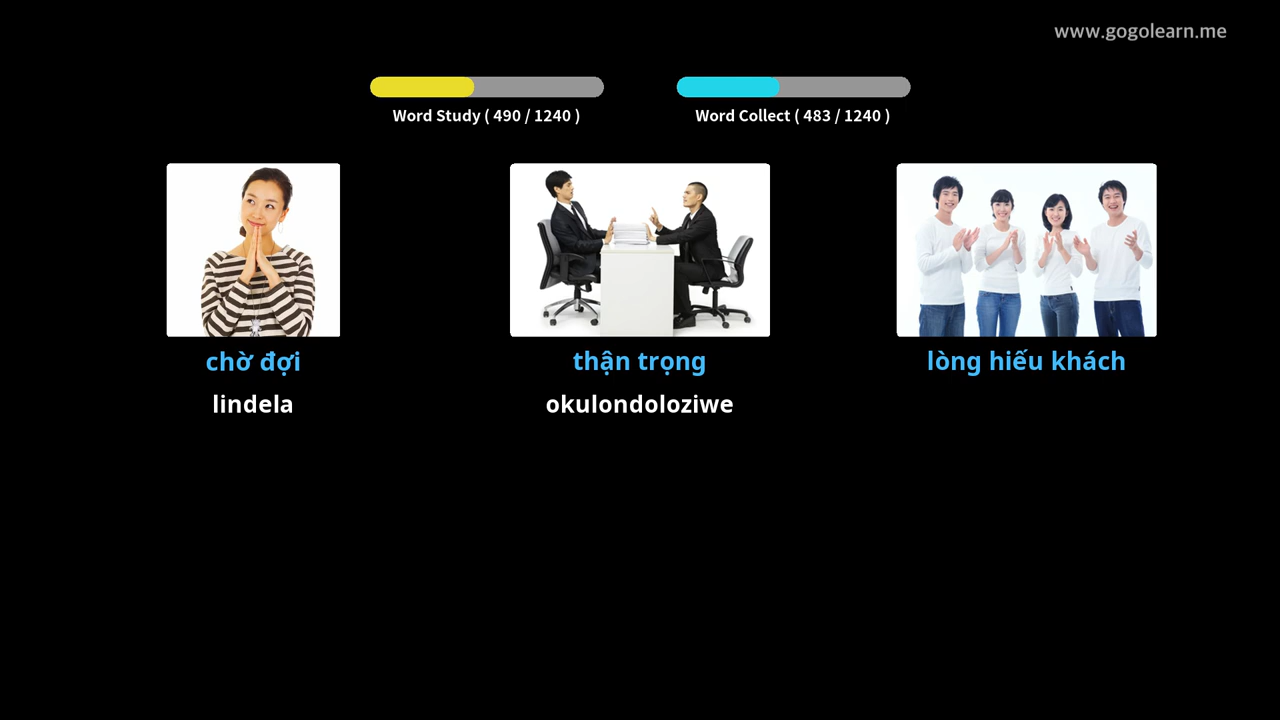 www.gogolearn.me
Word Study ( 490 / 1240 )
Word Collect ( 483 / 1240 )
chờ đợi
thận trọng
lòng hiếu khách
lindela
okulondoloziwe